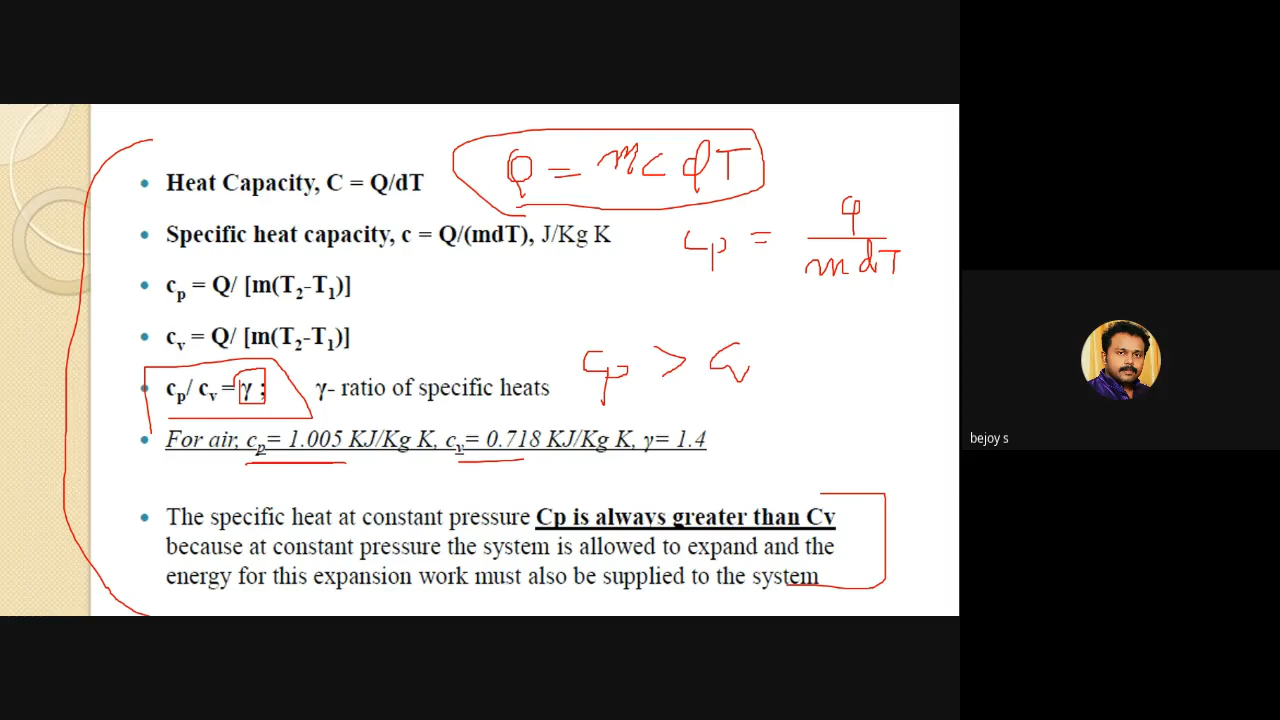 Heat Capacity, C = Q/dT
Q = mc dT
Specific heat capacity, c = Q/(mdT), J/Kg K
cp = Q / m dT
cp = Q/ [m(T2-T1)]
cv = Q/ [m(T2-T1)]
cp > cv
cp/ cv = γ ; γ- ratio of specific heats
For air, cp= 1.005 KJ/Kg K, cv= 0.718 KJ/Kg K, γ= 1.4
The specific heat at constant pressure Cp is always greater than Cv
because at constant pressure the system is allowed to expand and the
energy for this expansion work must also be supplied to the system
bejoy s